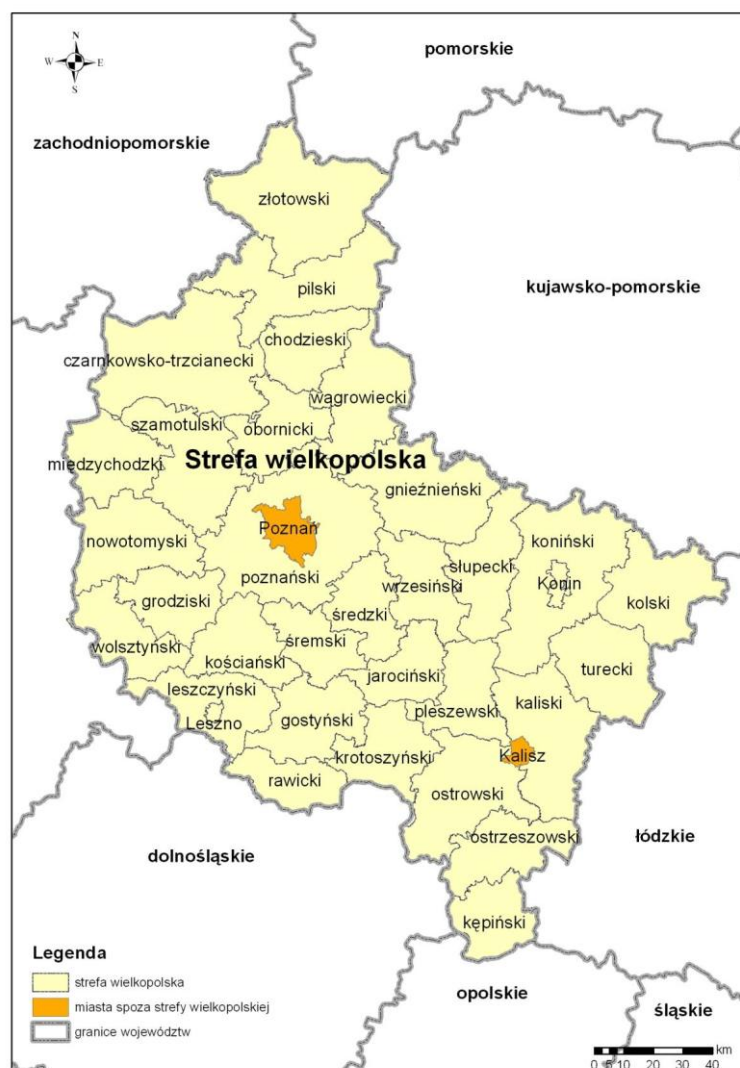 N
W E
S
pomorskie
zachodniopomorskie
złotowski
kujawsko-pomorskie
pilski
chodzieski
czarnkowsko-trzcianecki
wągrowiecki
szamotulski
obornicki
międzychodzki
Strefa wielkopolska
gnieźnieński
Poznań
nowotomyski
koniński
słupecki
poznański
wrzesiński
Konin
grodziski
kolski
średzki
wolsztyński
śremski
kościański
turecki
jarociński
leszczyński
kaliski
pleszewski
Leszno
gostyński
krotoszyński
Kalisz
rawicki
ostrowski
ostrzeszowski
łódzkie
dolnośląskie
kępiński
Legenda
strefa wielkopolska
miasta spoza strefy wielkopolskiej
granice województw
opolskie
śląskie
km
0 5 10 20 30 40